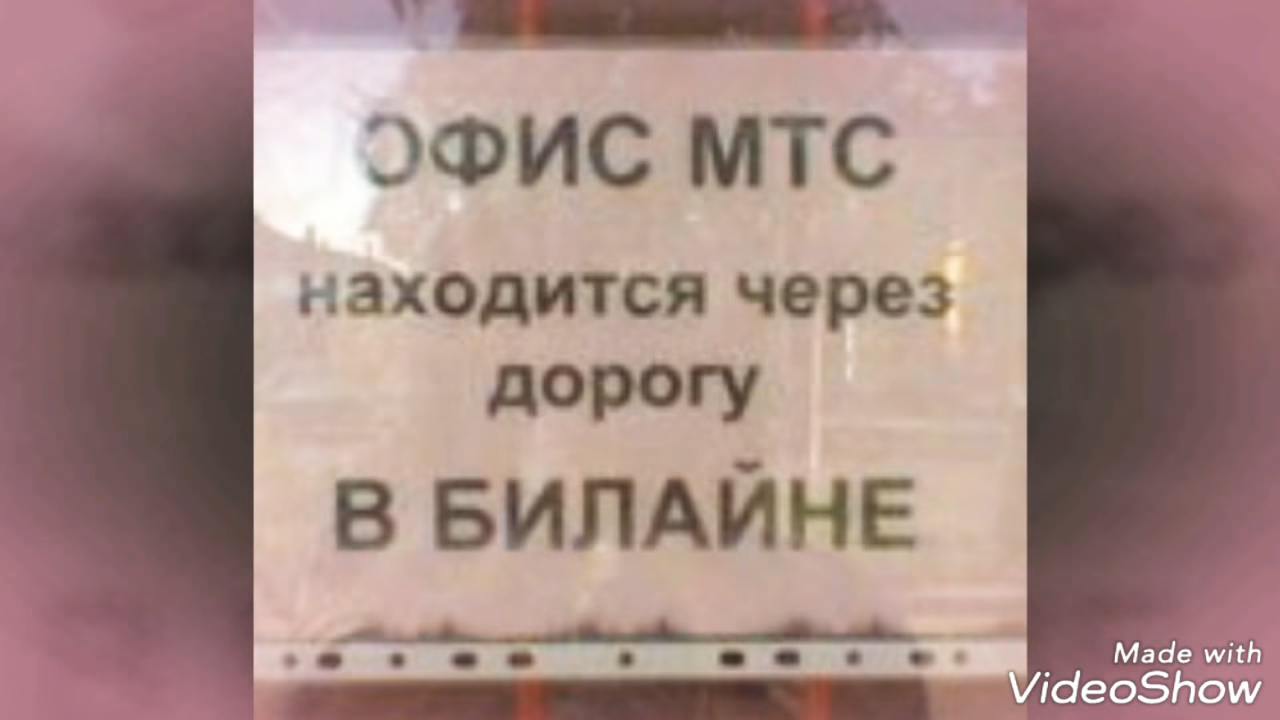 ОФИС МТС
находится через
дорогу
В БИЛАЙНЕ
Made with
VideoShow